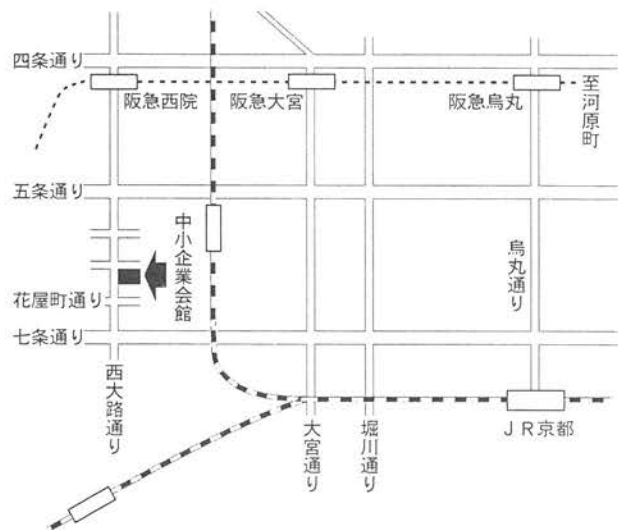 四条通り
阪急西院
阪急大宮
阪急烏丸
至河原町
五条通り
中小企業会館
烏丸通り
花屋町通り
七条通り
西大路通り
大宮通り
堀川通り
ＪＲ京都